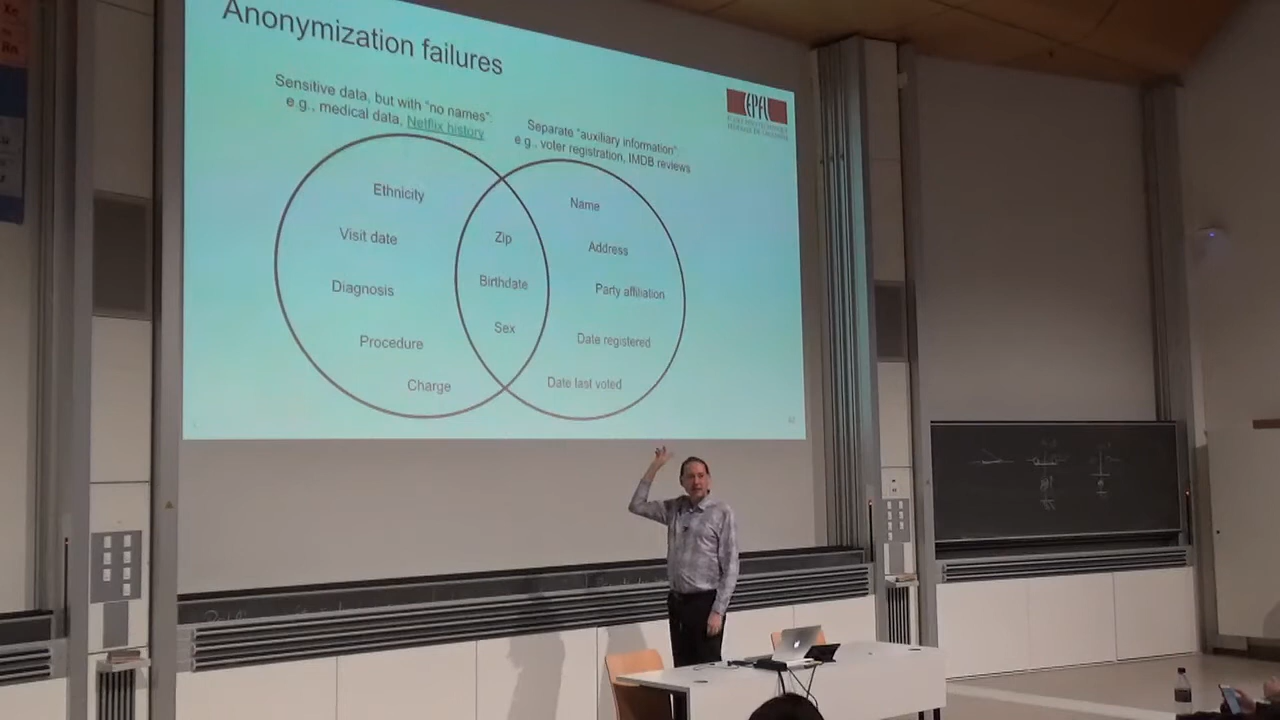 Anonymization failures
Sensitive data, but with "no names":
e.g., medical data, Netflix history
Separate "auxiliary information":
e.g., voter registration, IMDB reviews
EPFL
Ethnicity
Visit date
Diagnosis
Procedure
Charge
Zip
Birthdate
Sex
Name
Address
Party affiliation
Date registered
Date last voted